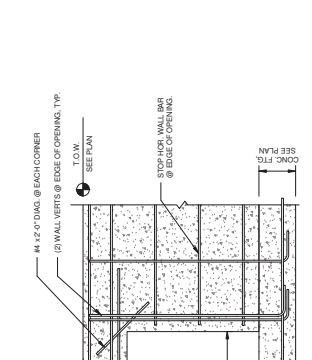 #4 x 2'-0" DIAG. @ EACH CORNER
(2) WALL VERTS @ EDGE OF OPENING, TYP.
T.O.W.
SEE PLAN
STOP HOR. WALL BAR
@ EDGE OF OPENING.
CONC. FTG,
SEE PLAN